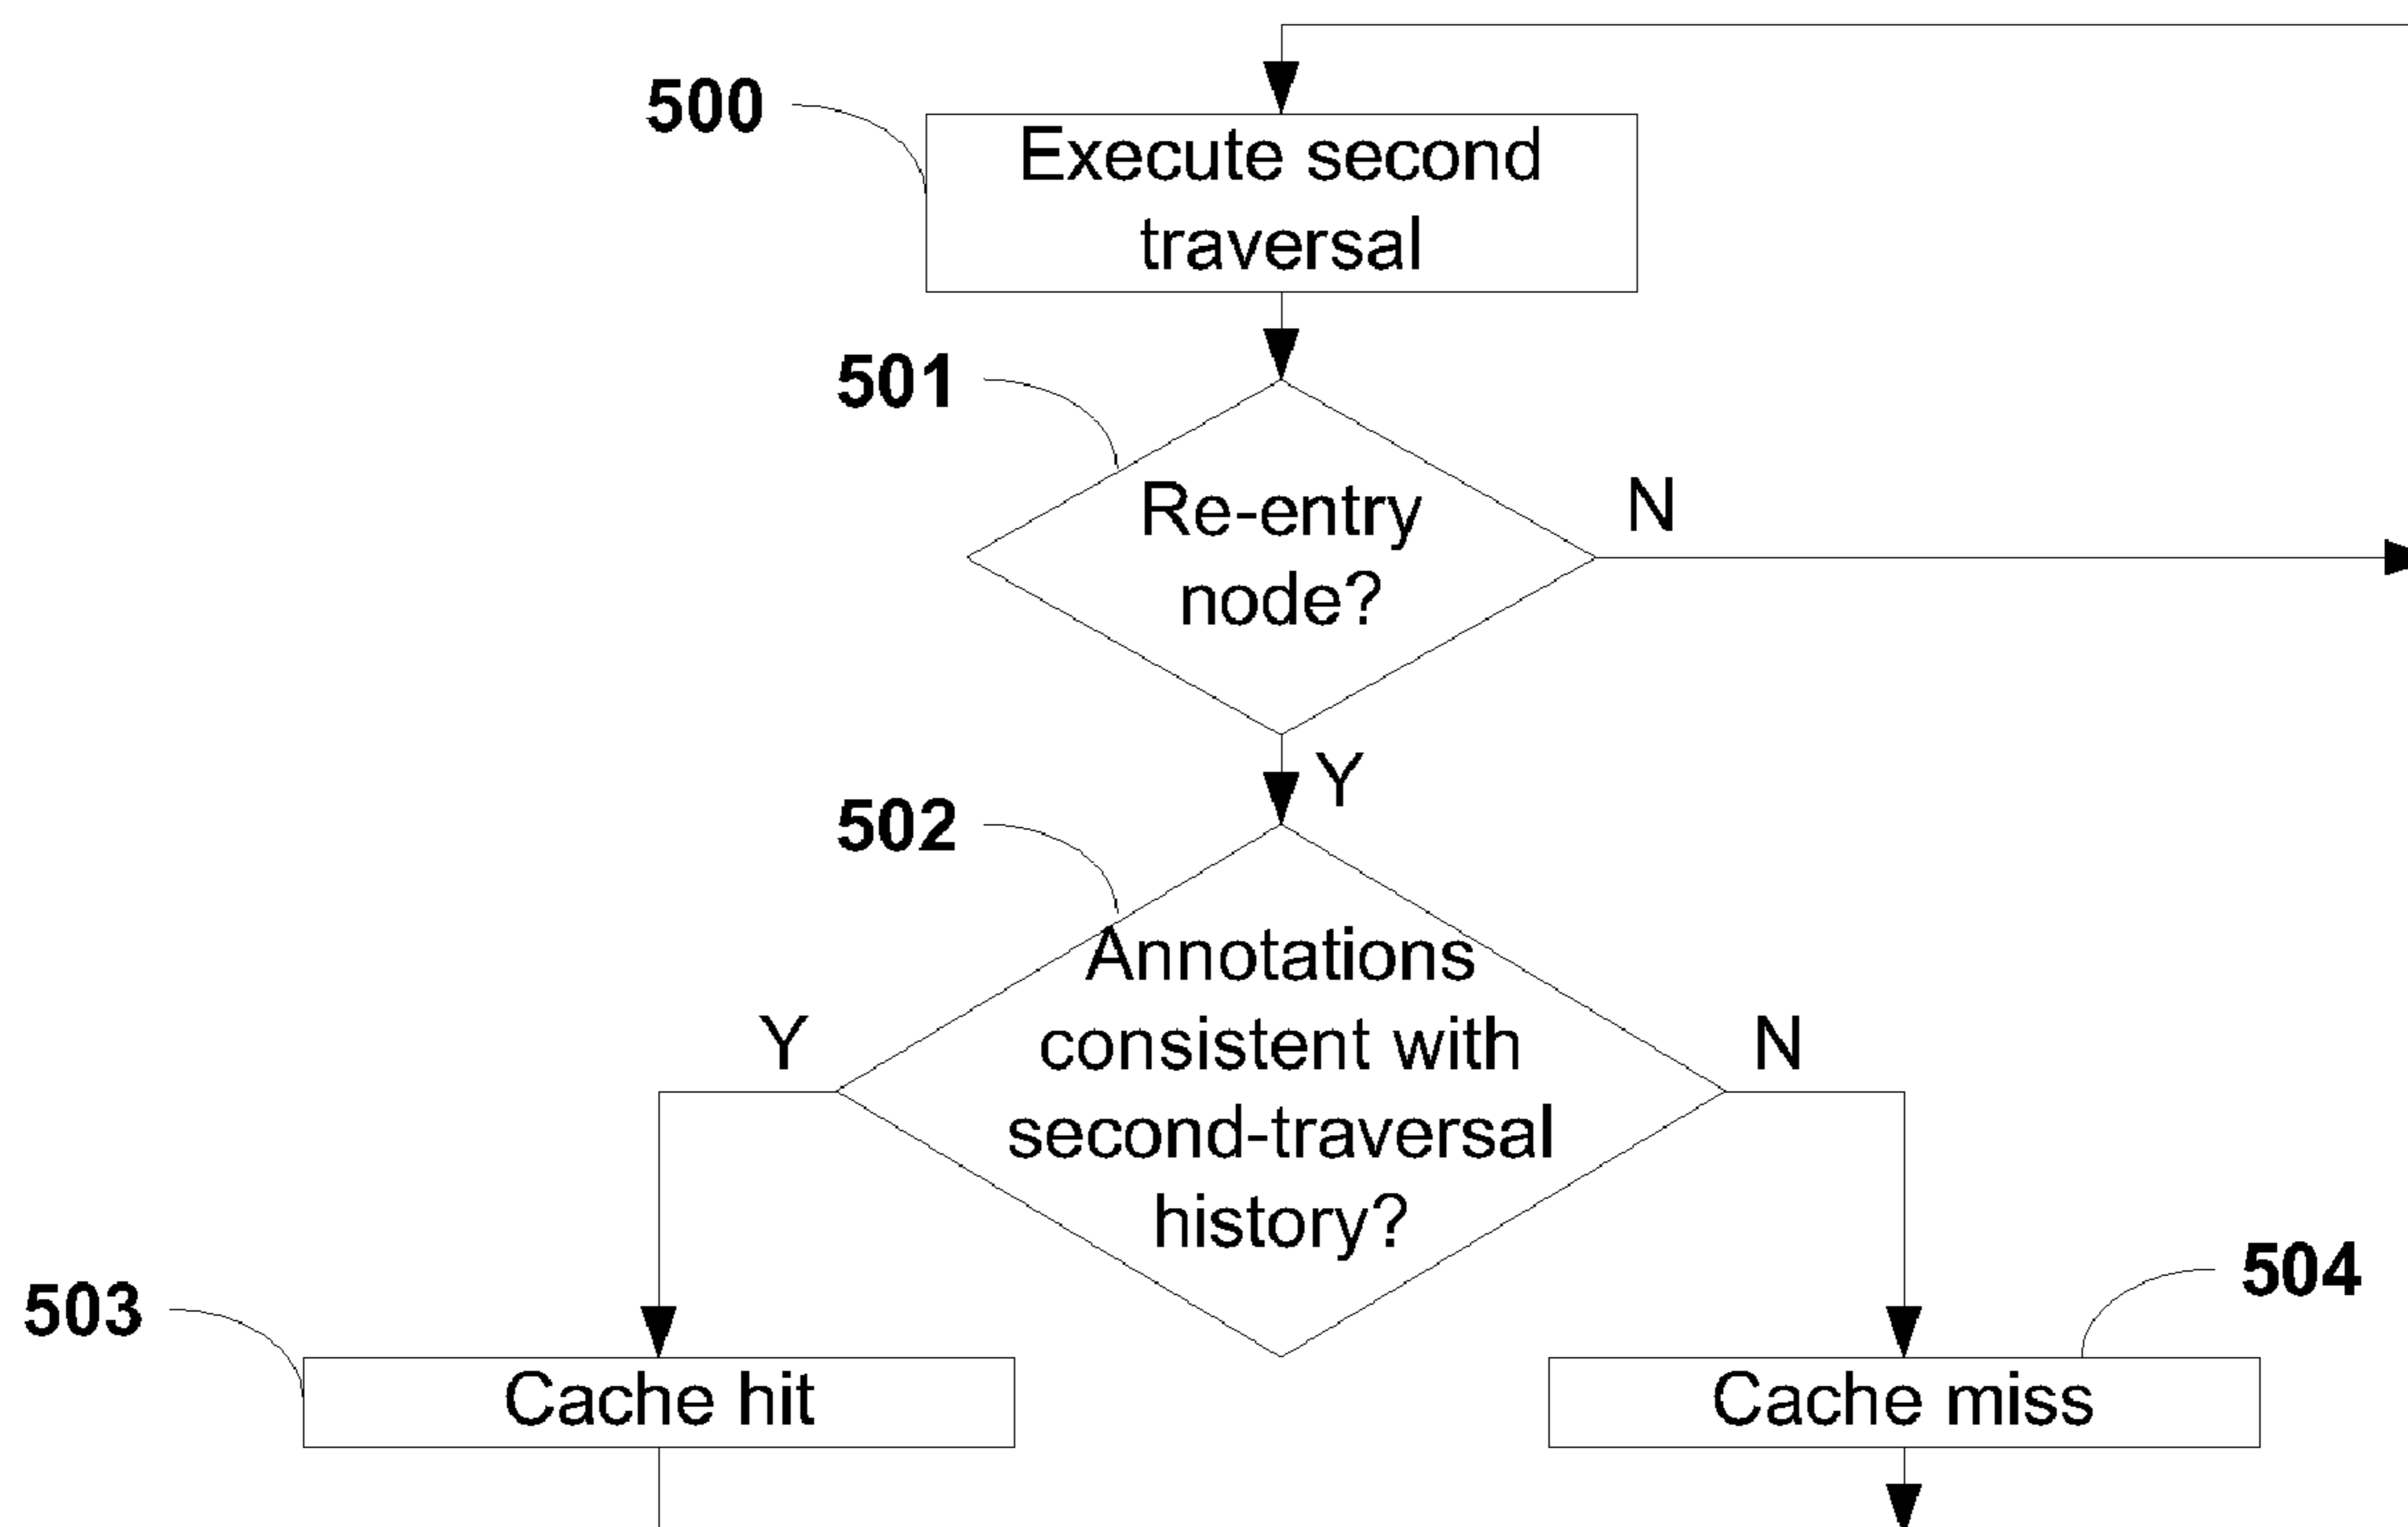 500
Execute second
traversal
501
Re-entry
node?
N
Y
502
Annotations
consistent with
second-traversal
history?
Y
N
503
Cache hit
504
Cache miss